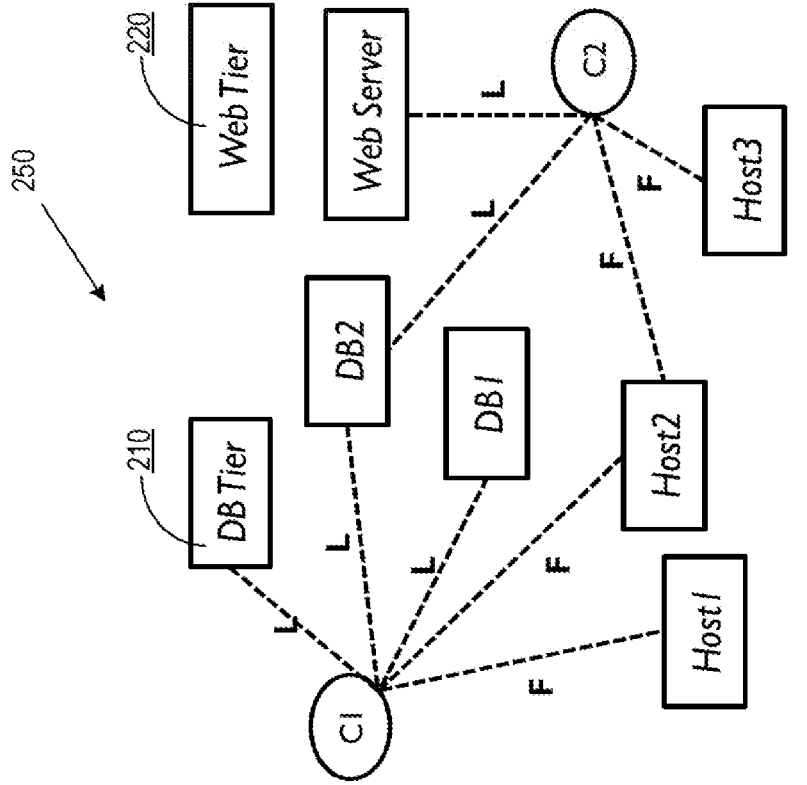 250
210
220
DB Tier
Web Tier
L
C1
L
DB2
Web Server
L
L
DB1
L
F
F
C2
F
F
Host2
Host1
Host3